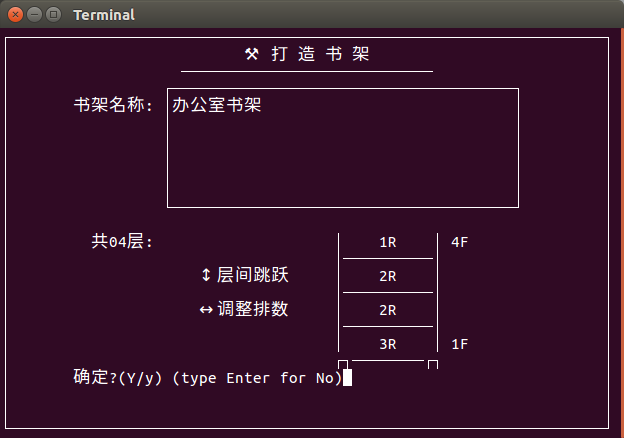 Terminal
⚒ 打 造 书 架
书架名称: 办公室书架
共04层: 1R 4F
↕ 层间跳跃 2R
↔ 调整排数 2R
3R 1F
确定?(Y/y) (type Enter for No)